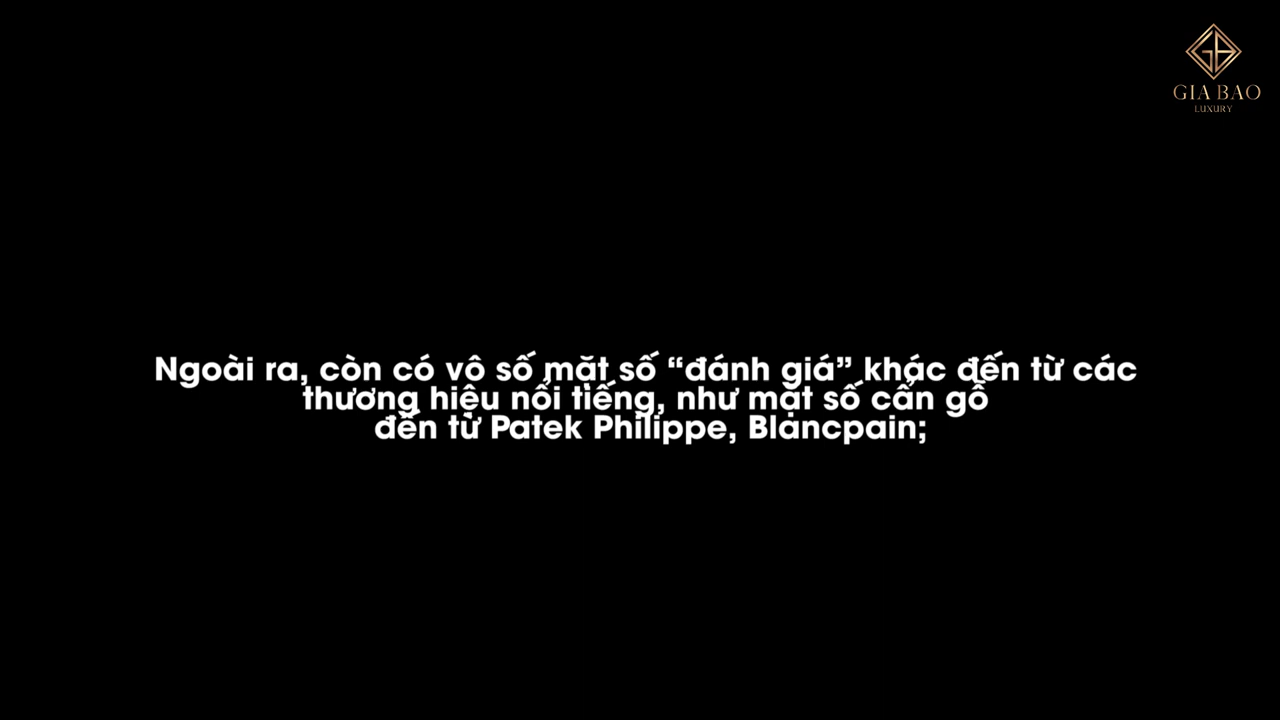 GIA BAO
LUXURY
Ngoài ra, còn có vô số mặt số “đánh giá” khác đến từ các
thương hiệu nổi tiếng, như mặt số cẩn gỗ
đến từ Patek Philippe, Blancpain;